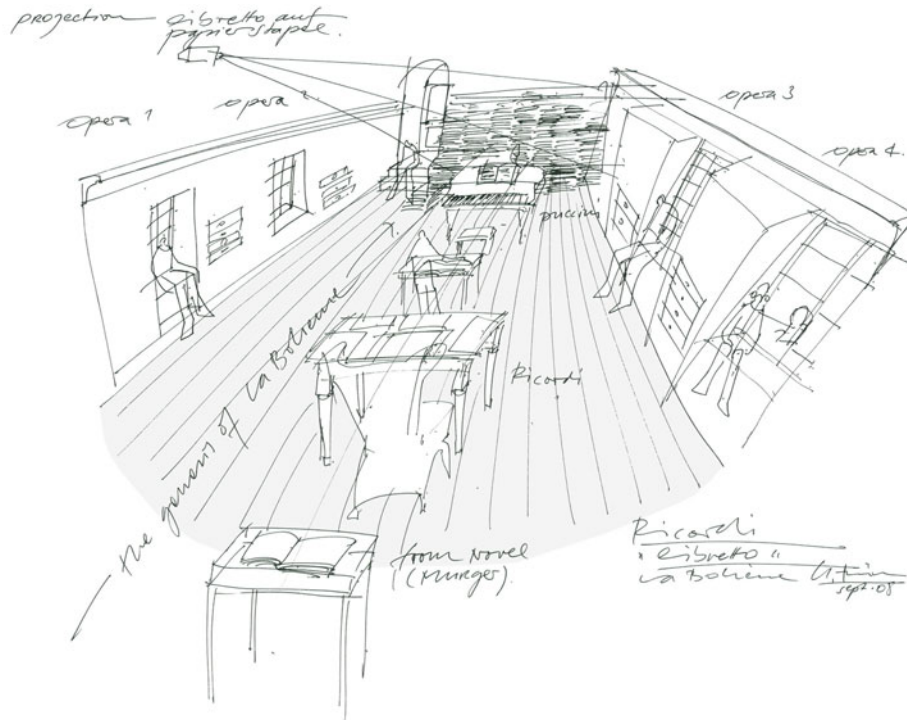 projection libretto auf
papierstapel.
opera 1
opera 2
opera 3
opera 4.
puccini
Ricordi
the genesis of La Bohème
from novel
(Murger).
Ricordi
"libretto"
La Bohème
sept. 08